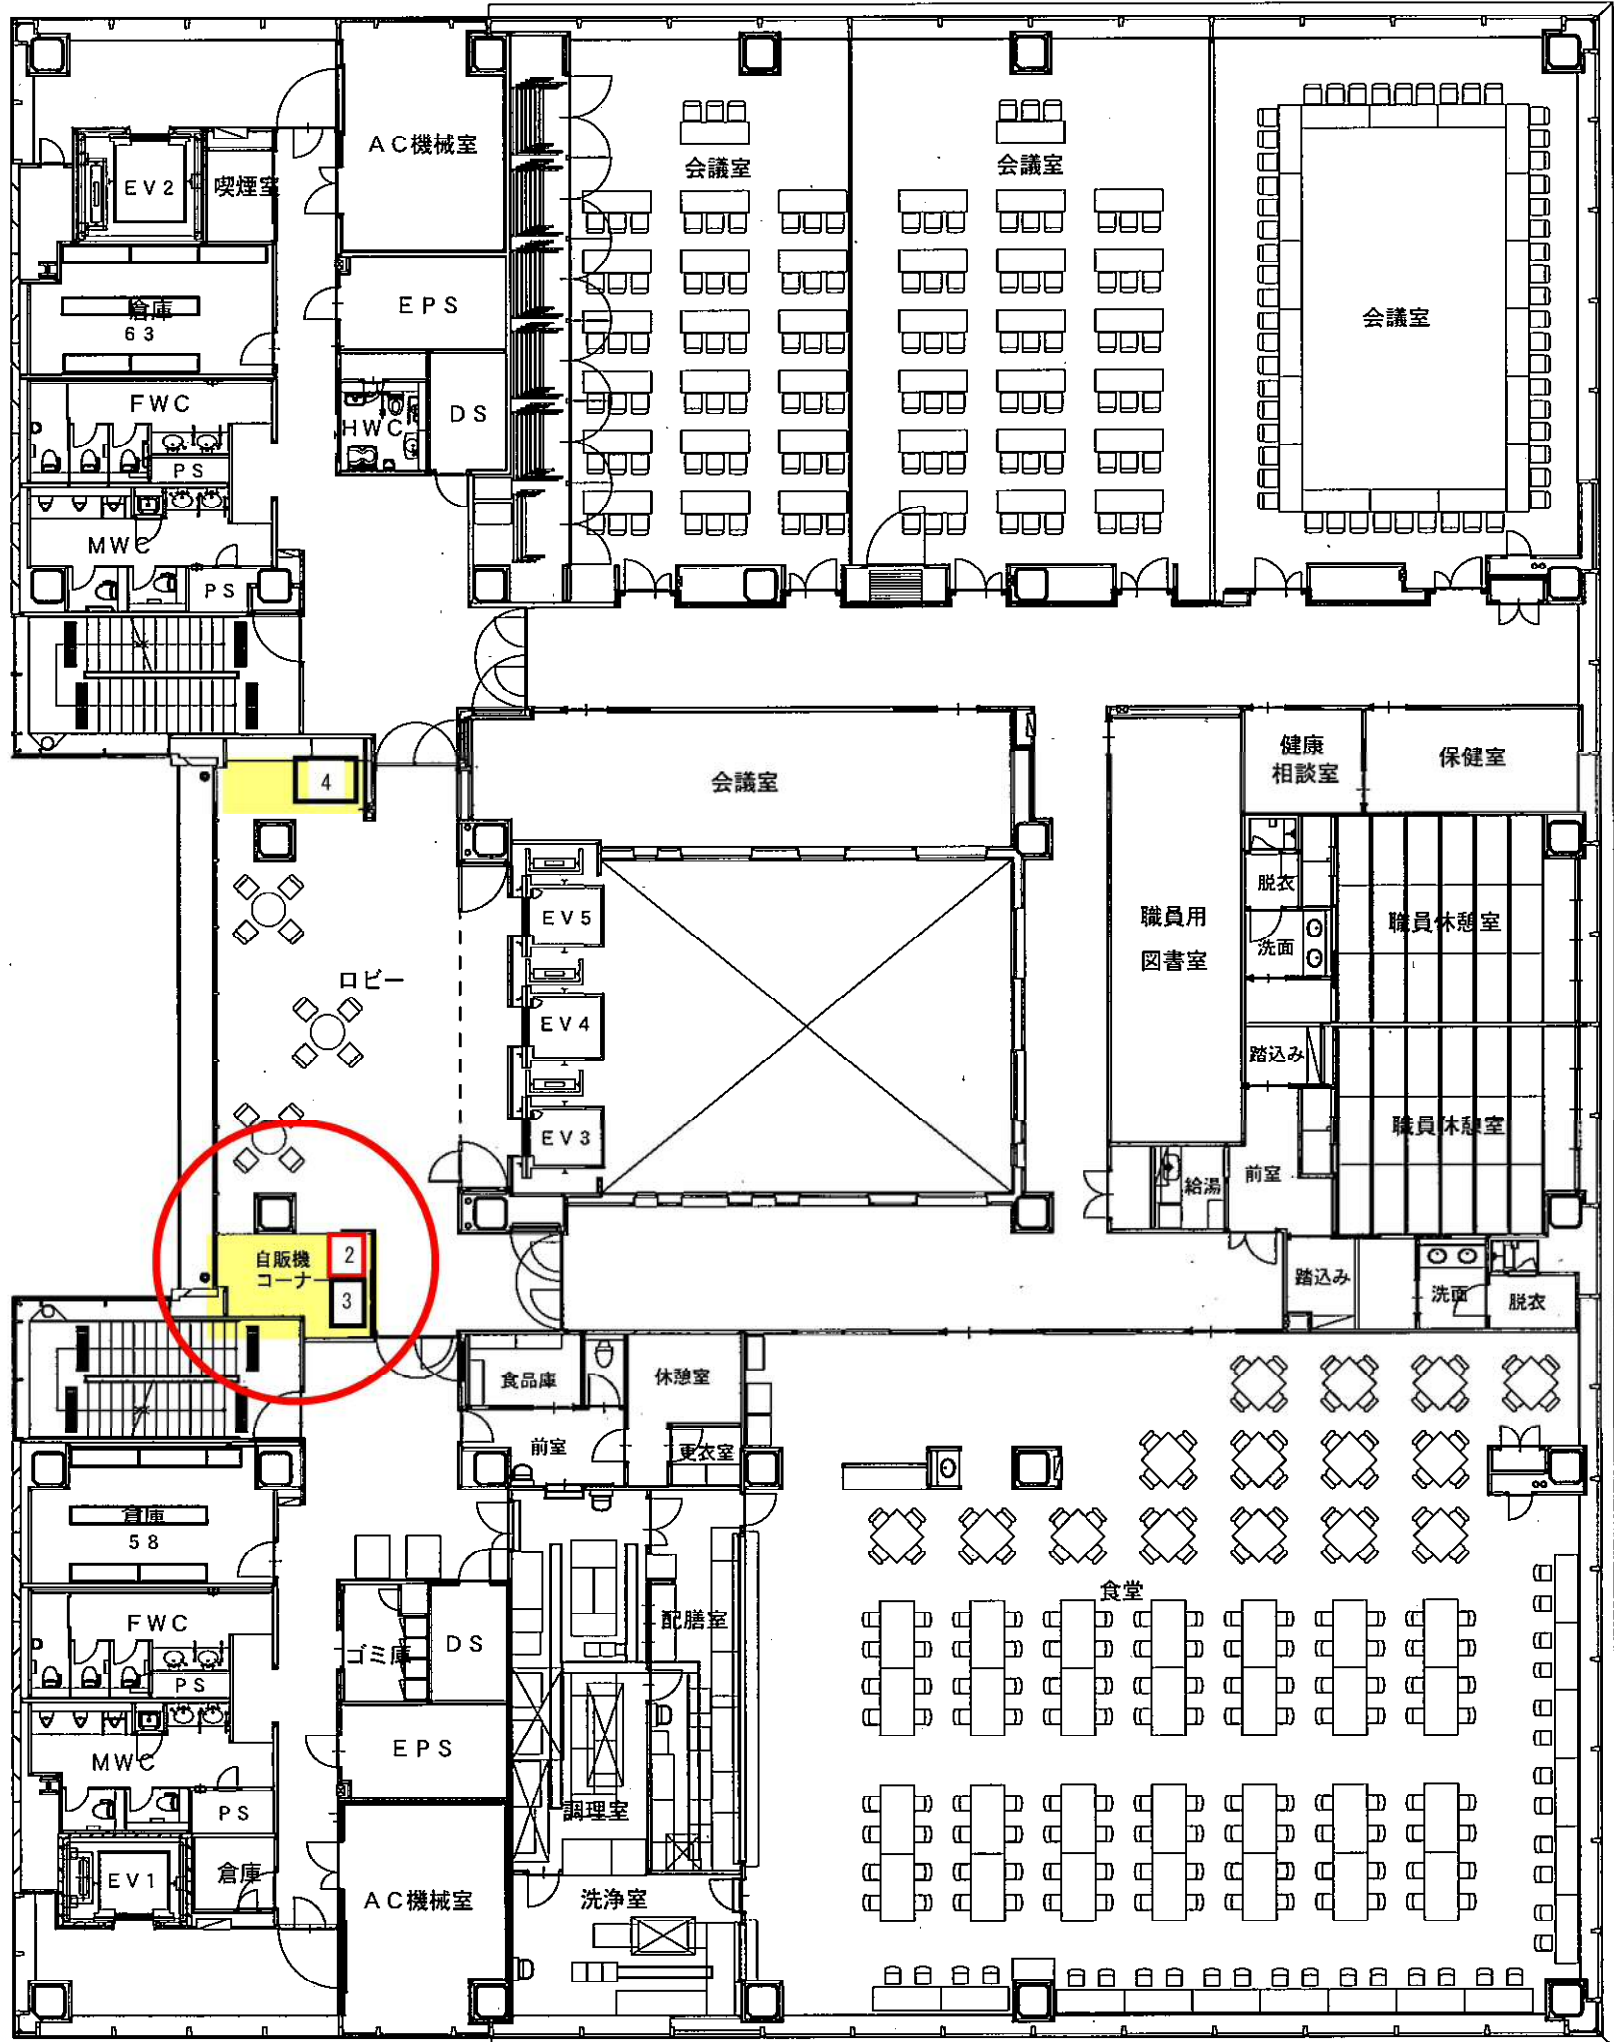 AC機械室
EV2
喫煙室
会議室
会議室
会議室
倉庫
63
EPS
FWC
HWC
DS
PS
MWC
PS
4
会議室
健康
相談室
保健室
脱衣
EV5
職員用
図書室
洗面
職員休憩室
ロビー
EV4
踏込み
EV3
職員休憩室
給湯
前室
自販機
コーナー
2
3
踏込み
洗面
脱衣
食品庫
休憩室
前室
更衣室
倉庫
58
食堂
FWC
ゴミ庫
DS
配膳室
PS
EPS
MWC
PS
調理室
EV1
倉庫
AC機械室
洗浄室